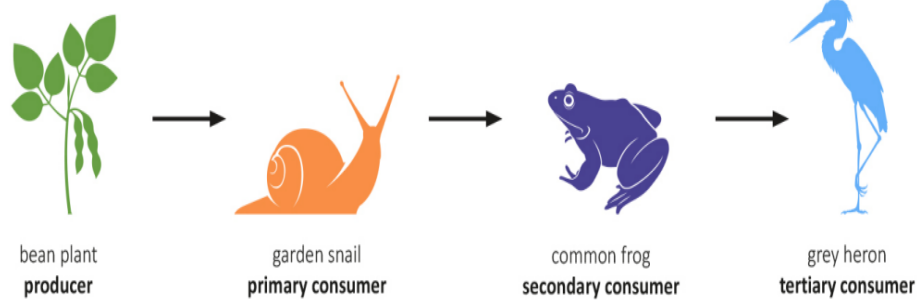 bean plant
producer
garden snail
primary consumer
common frog
secondary consumer
grey heron
tertiary consumer